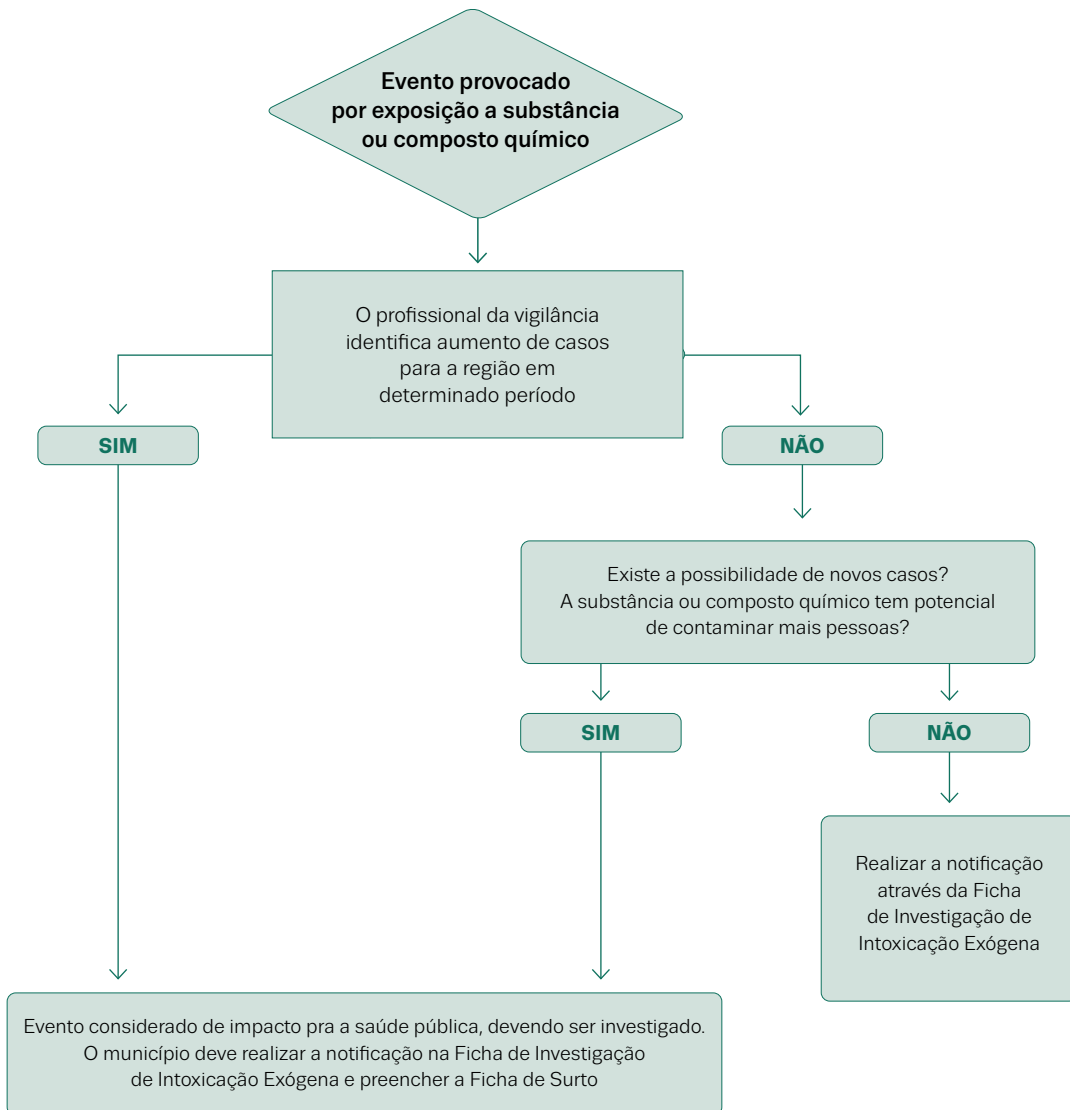 Evento provocado
por exposição a substância
ou composto químico
O profissional da vigilância
identifica aumento de casos
para a região em
determinado período
SIM
NÃO
Existe a possibilidade de novos casos?
A substância ou composto químico tem potencial
de contaminar mais pessoas?
SIM
NÃO
Realizar a notificação
através da Ficha
de Investigação de
Intoxicação Exógena
Evento considerado de impacto pra a saúde pública, devendo ser investigado.
O município deve realizar a notificação na Ficha de Investigação
de Intoxicação Exógena e preencher a Ficha de Surto